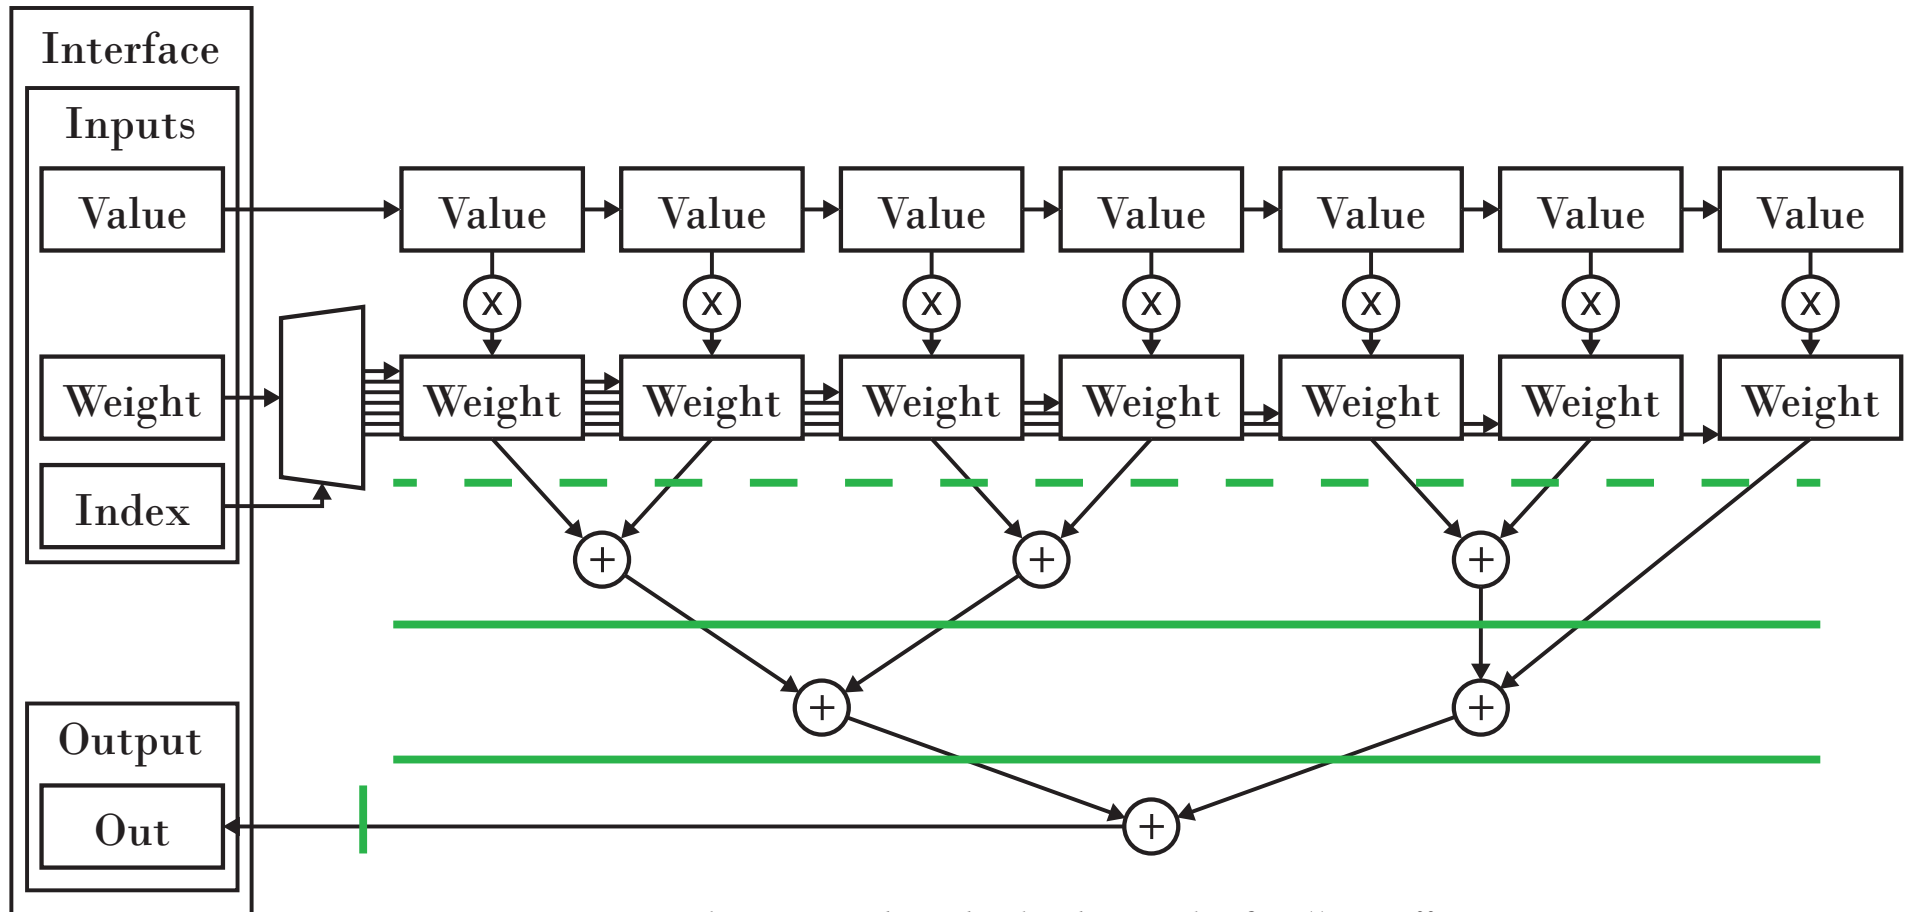 Interface
Inputs
Value
Value Value Value Value Value Value Value
x x x x x x x
Weight
Weight Weight Weight Weight Weight Weight Weight
Index
+ + +
+ +
Output
Out
+